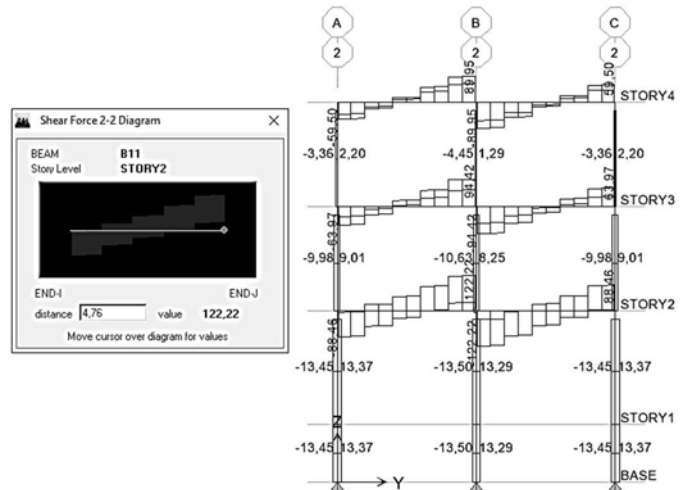 Shear Force 2-2 Diagram
BEAM B11
Story Level STORY2
END-I END-J
distance 4,76 value 122,22
Move cursor over diagram for values
A B C
2 2 2
89,95 59,50
STORY4
-59,50 -89,95
-3,36 2,20 -4,45 1,29 -3,36 2,20
94,42 63,97
STORY3
-63,97 -94,42
-9,98 9,01 -10,63 8,25 -9,98 9,01
122,22 88,46
STORY2
-88,46 -122,22
-13,45 13,37 -13,50 13,29 -13,45 13,37
STORY1
Z
-13,45 13,37 -13,50 13,29 -13,45 13,37
BASE
Y